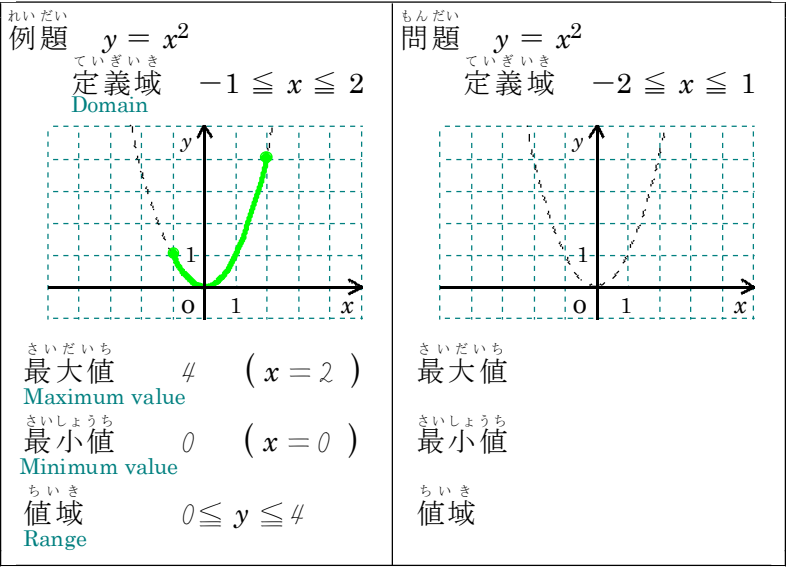 れいだい
例題 y = x²
ていぎいき
定義域 −1 ≦ x ≦ 2
Domain
y
1
O 1 x
さいだいち
最大値 4 ( x = 2 )
Maximum value
さいしょうち
最小値 0 ( x = 0 )
Minimum value
ちいき
値域 0 ≦ y ≦ 4
Range
もんだい
問題 y = x²
ていぎいき
定義域 −2 ≦ x ≦ 1
y
1
O 1 x
さいだいち
最大値
さいしょうち
最小値
ちいき
値域